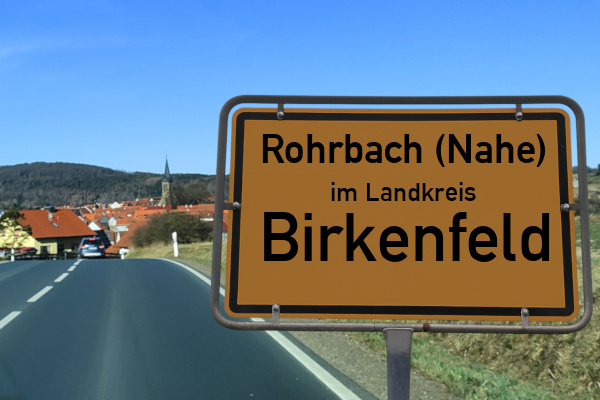 Rohrbach (Nahe)
im Landkreis
Birkenfeld